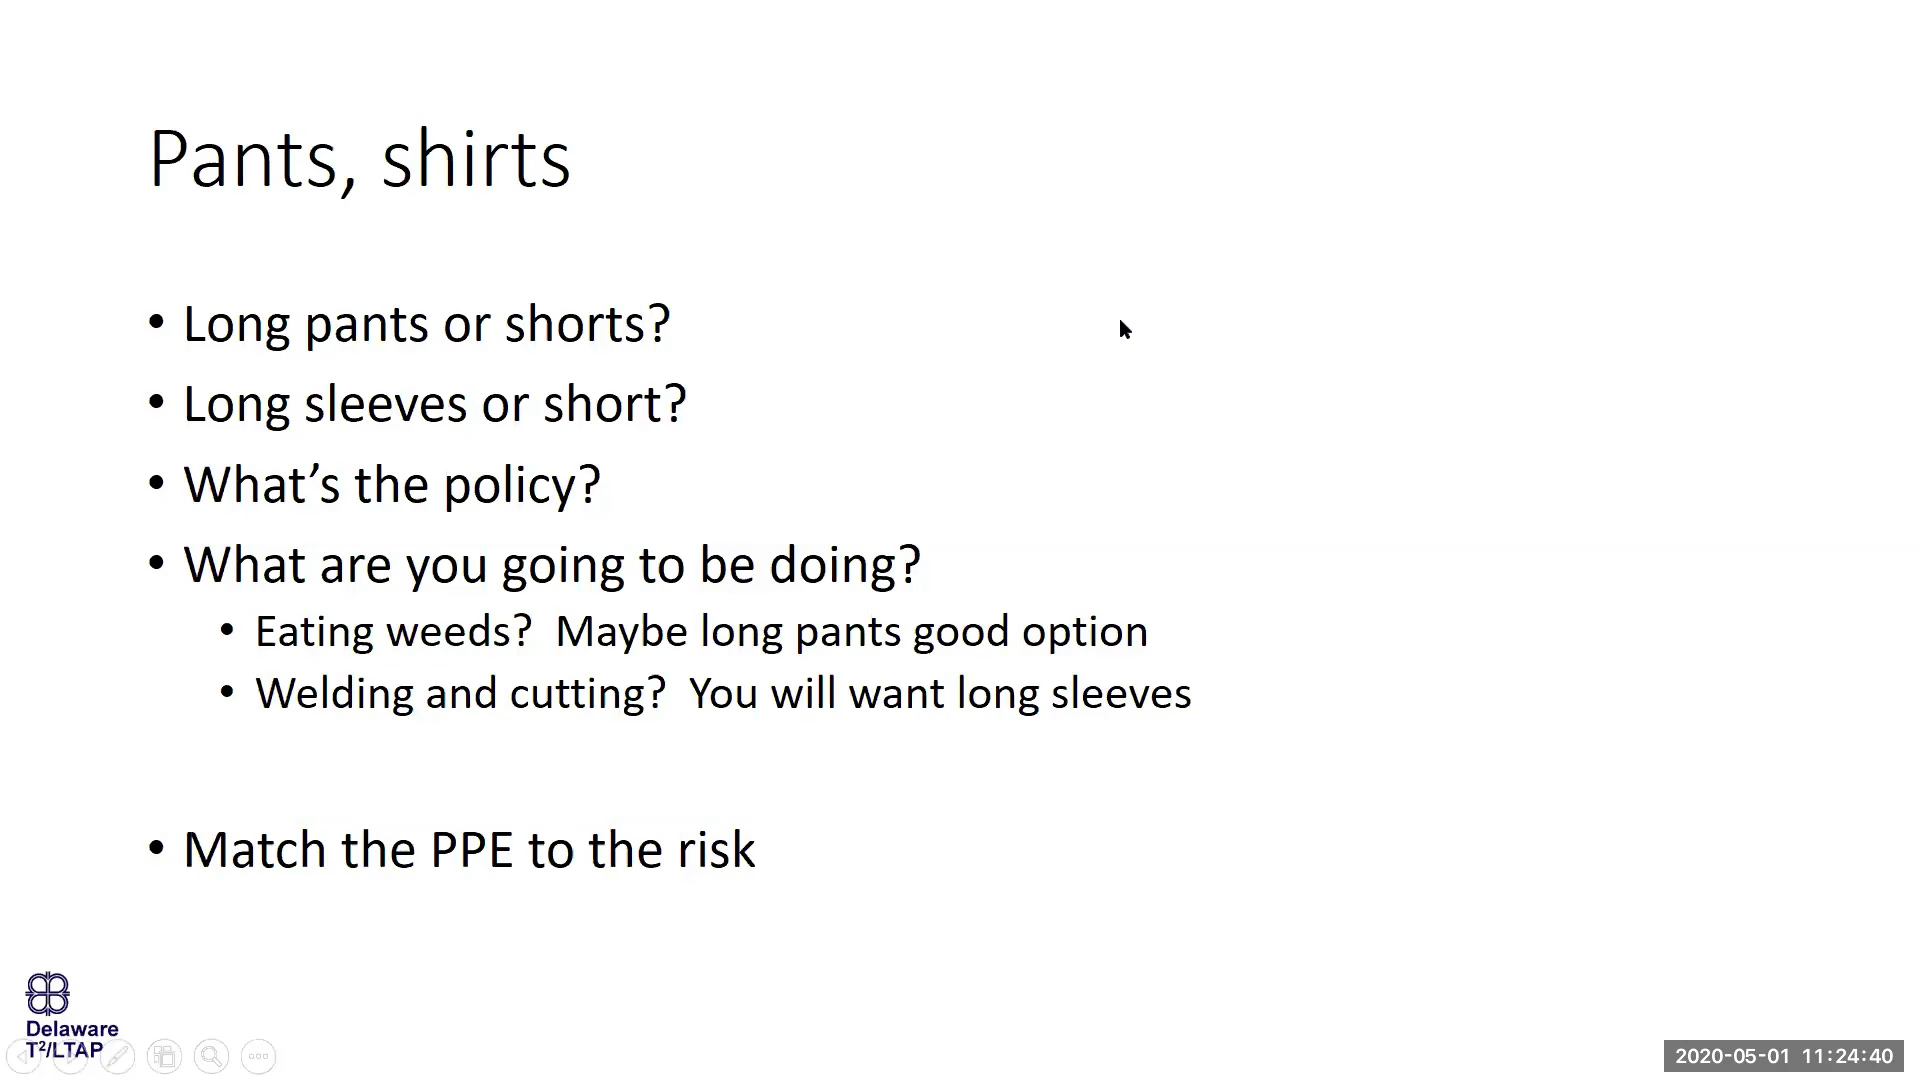 Pants, shirts
• Long pants or shorts?
• Long sleeves or short?
• What’s the policy?
• What are you going to be doing?
• Eating weeds?  Maybe long pants good option
• Welding and cutting?  You will want long sleeves
• Match the PPE to the risk
Delaware
T²/LTAP
2020-05-01 11:24:40